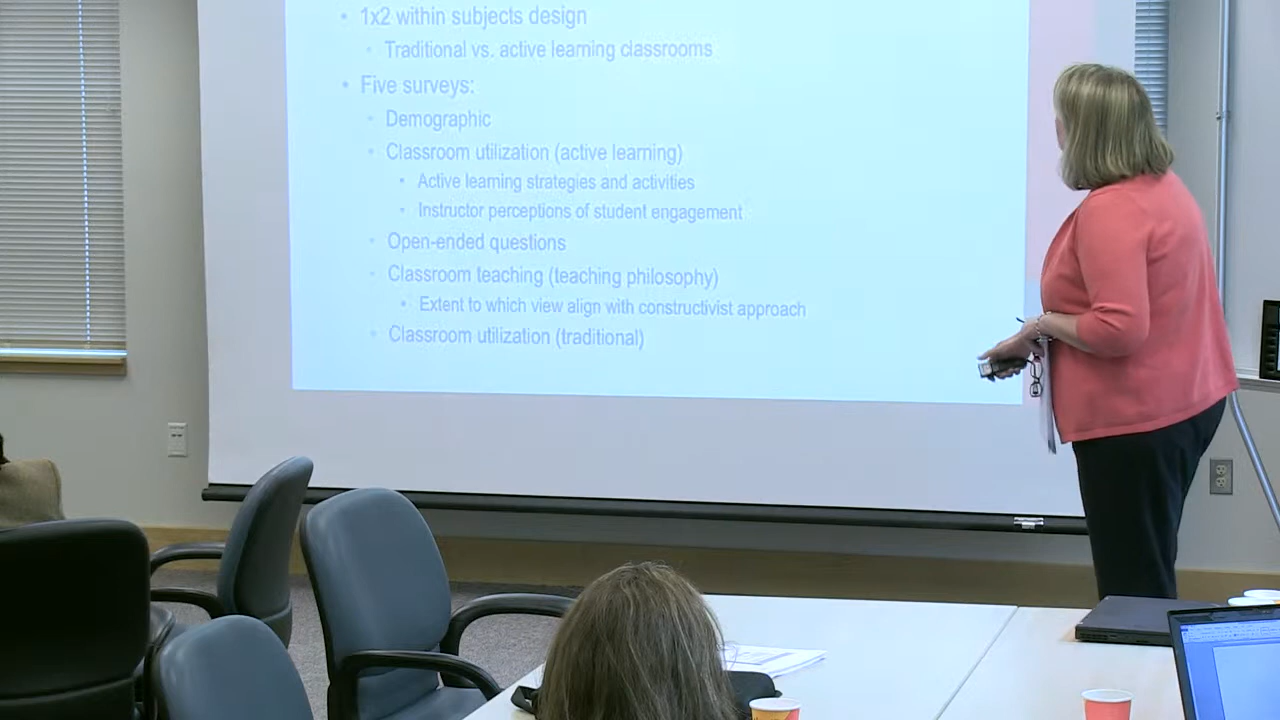 • 1x2 within subjects design
• Traditional vs. active learning classrooms
• Five surveys:
• Demographic
• Classroom utilization (active learning)
• Active learning strategies and activities
• Instructor perceptions of student engagement
• Open-ended questions
• Classroom teaching (teaching philosophy)
• Extent to which view align with constructivist approach
• Classroom utilization (traditional)